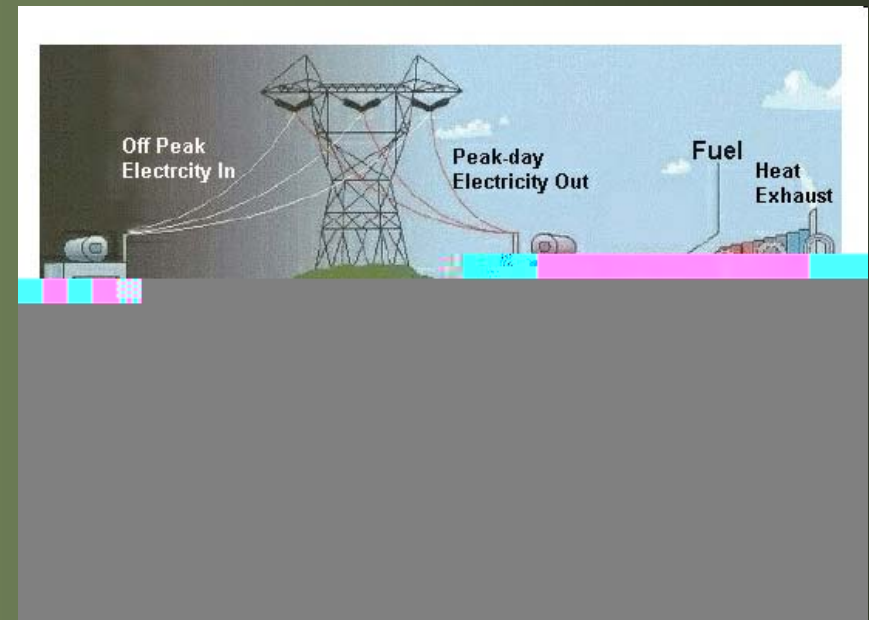 Off Peak
Electrcity In
Peak-day
Electricity Out
Fuel
Heat
Exhaust